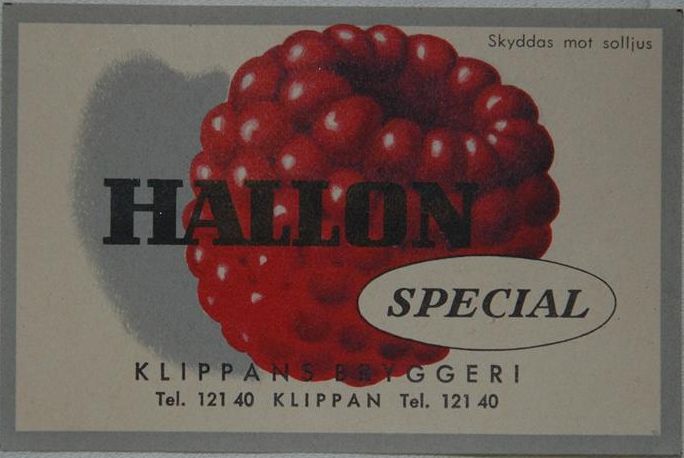 Skyddas mot solljus
HALLON
SPECIAL
KLIPPANS BRYGGERI
Tel. 121 40 KLIPPAN Tel. 121 40